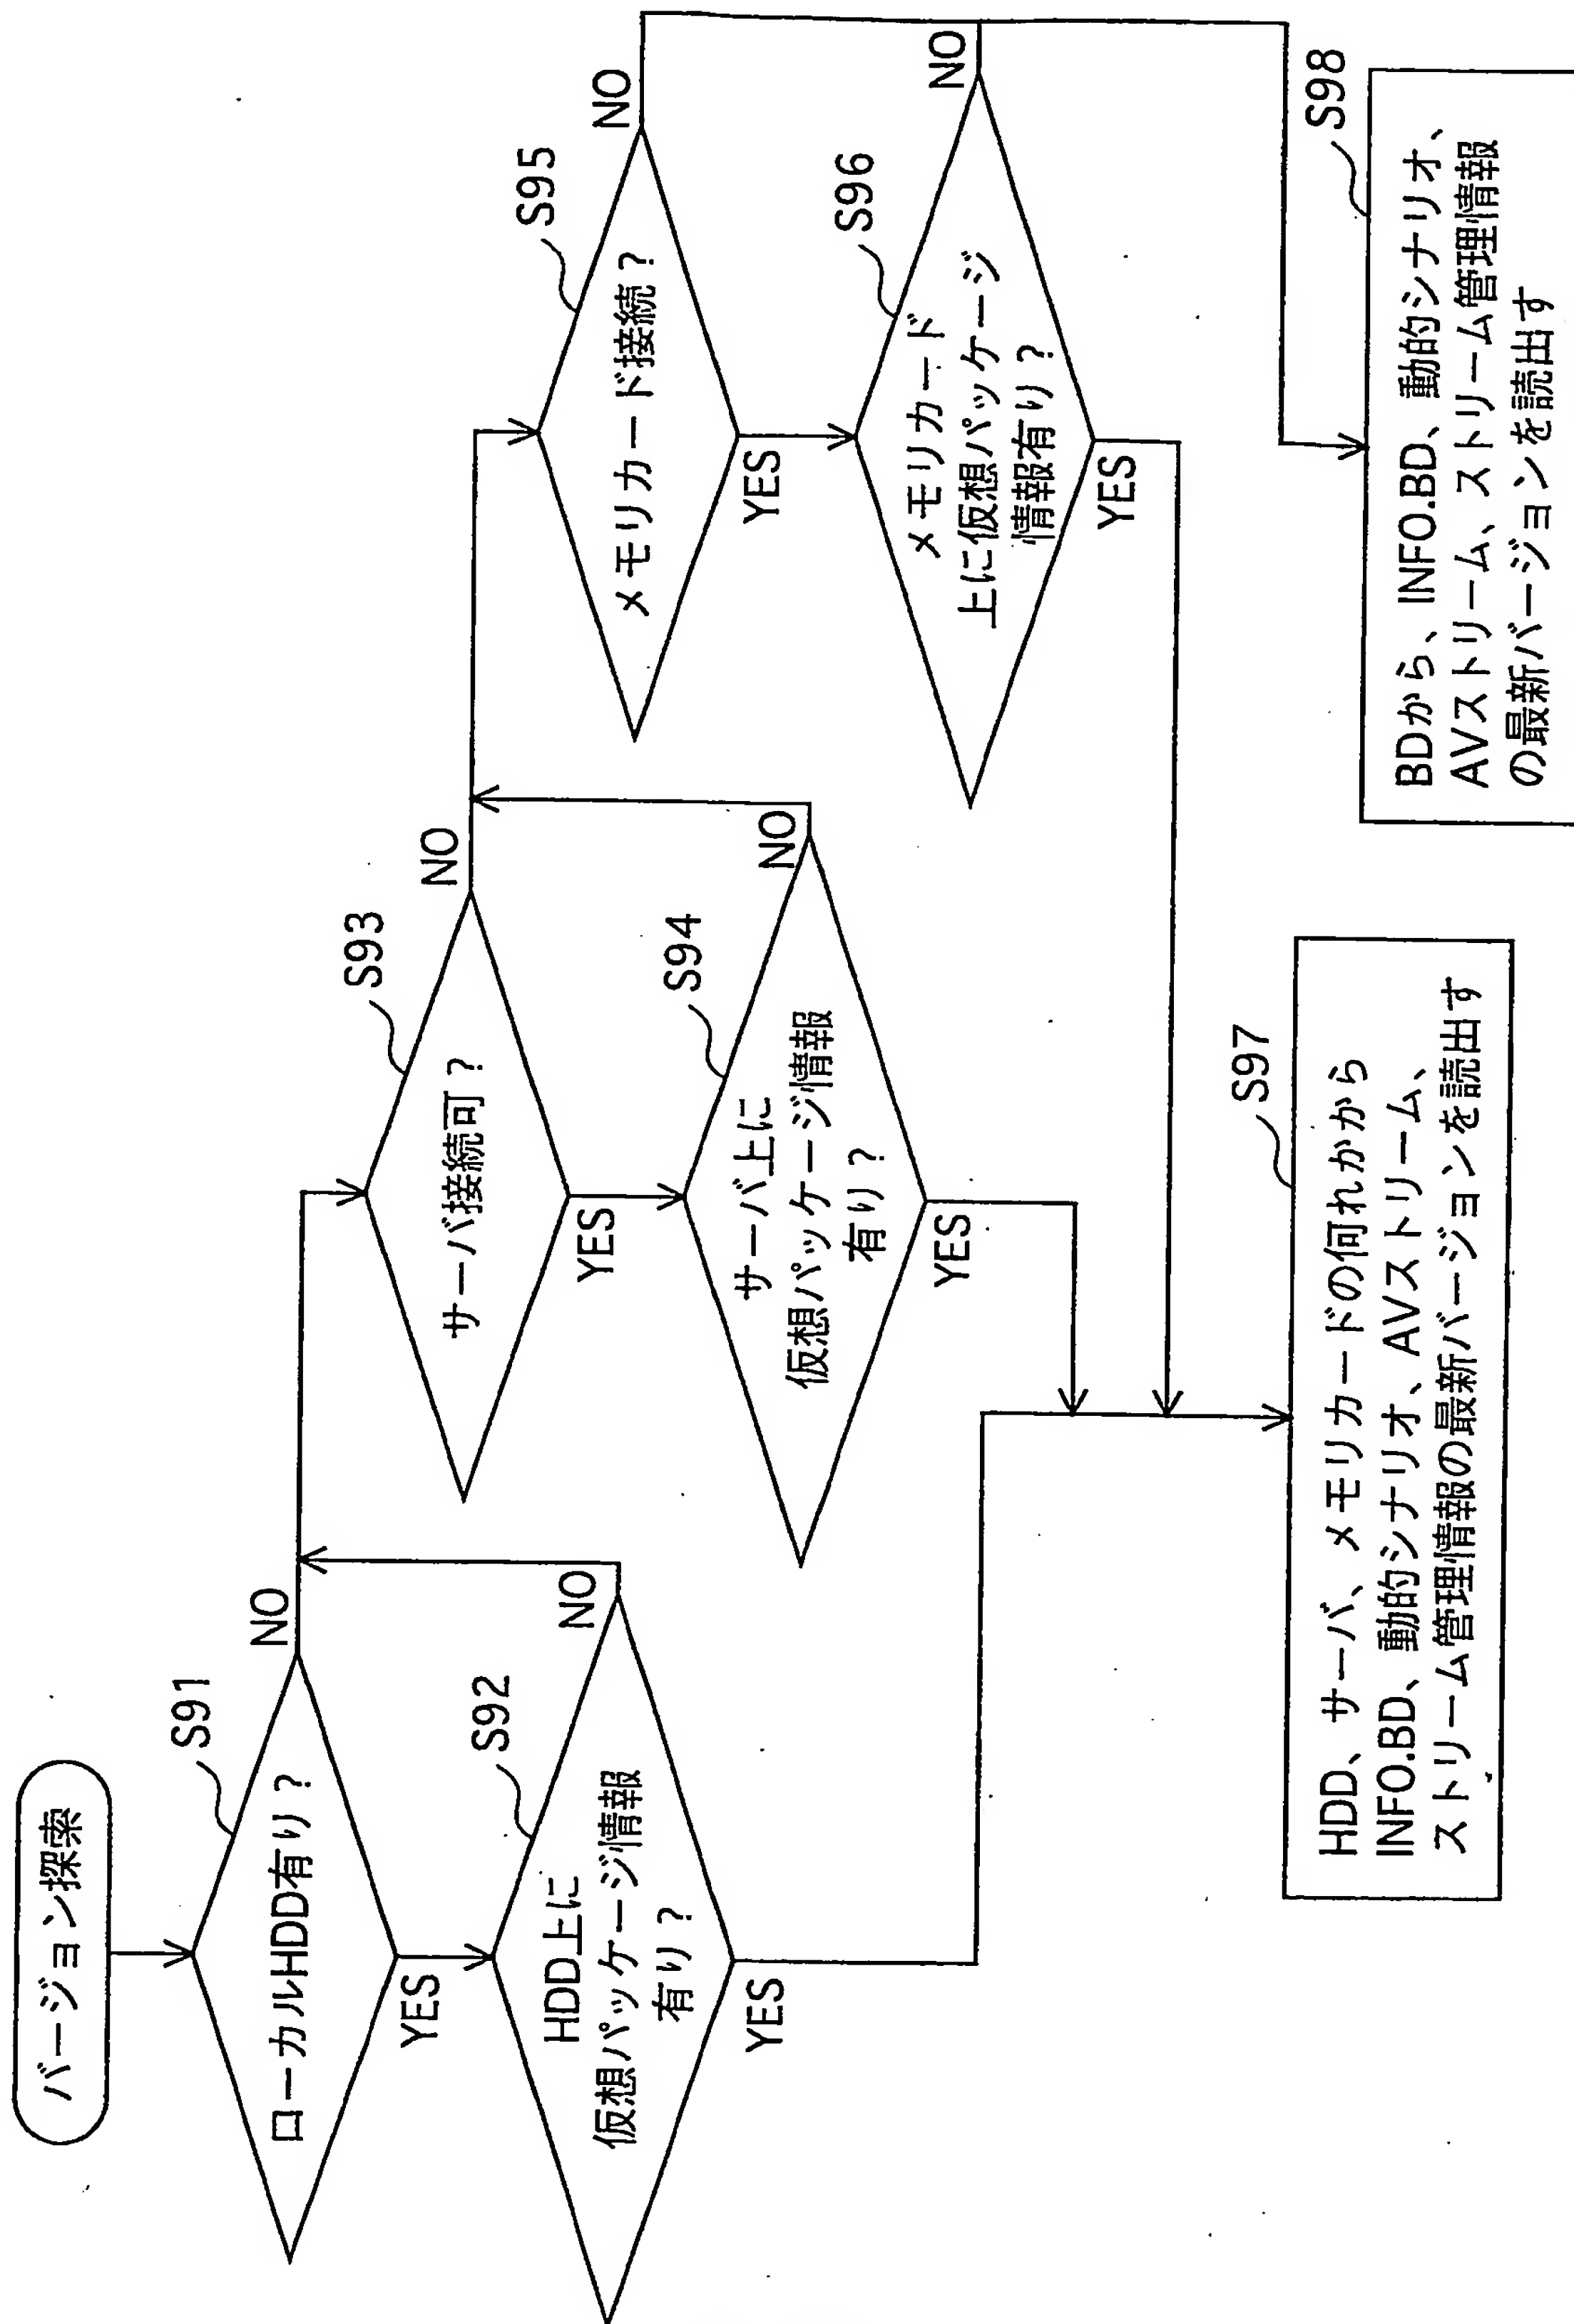 バージョン探索
S91
ローカルHDD有り？
NO
YES
S92
HDD上に
仮想パッケージ情報
有り？
NO
YES
S93
サーバ接続可？
NO
YES
S94
サーバ上に
仮想パッケージ情報
有り？
NO
YES
S95
メモリカード接続？
NO
YES
S96
メモリカード
上に仮想パッケージ
情報有り？
NO
YES
S97
HDD、サーバ、メモリカードの何れかから
INFO.BD、動的シナリオ、AVストリーム、
ストリーム管理情報の最新バージョンを読出す
S98
BDから、INFO.BD、動的シナリオ、
AVストリーム、ストリーム管理情報
の最新バージョンを読出す